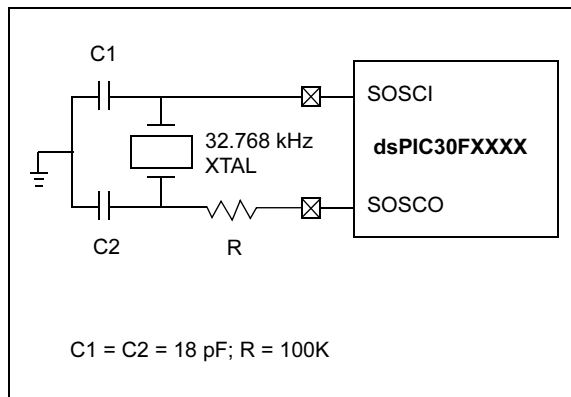 C1
SOSCI
32.768 kHz
XTAL
dsPIC30FXXXX
SOSCO
C2
R
C1 = C2 = 18 pF; R = 100K